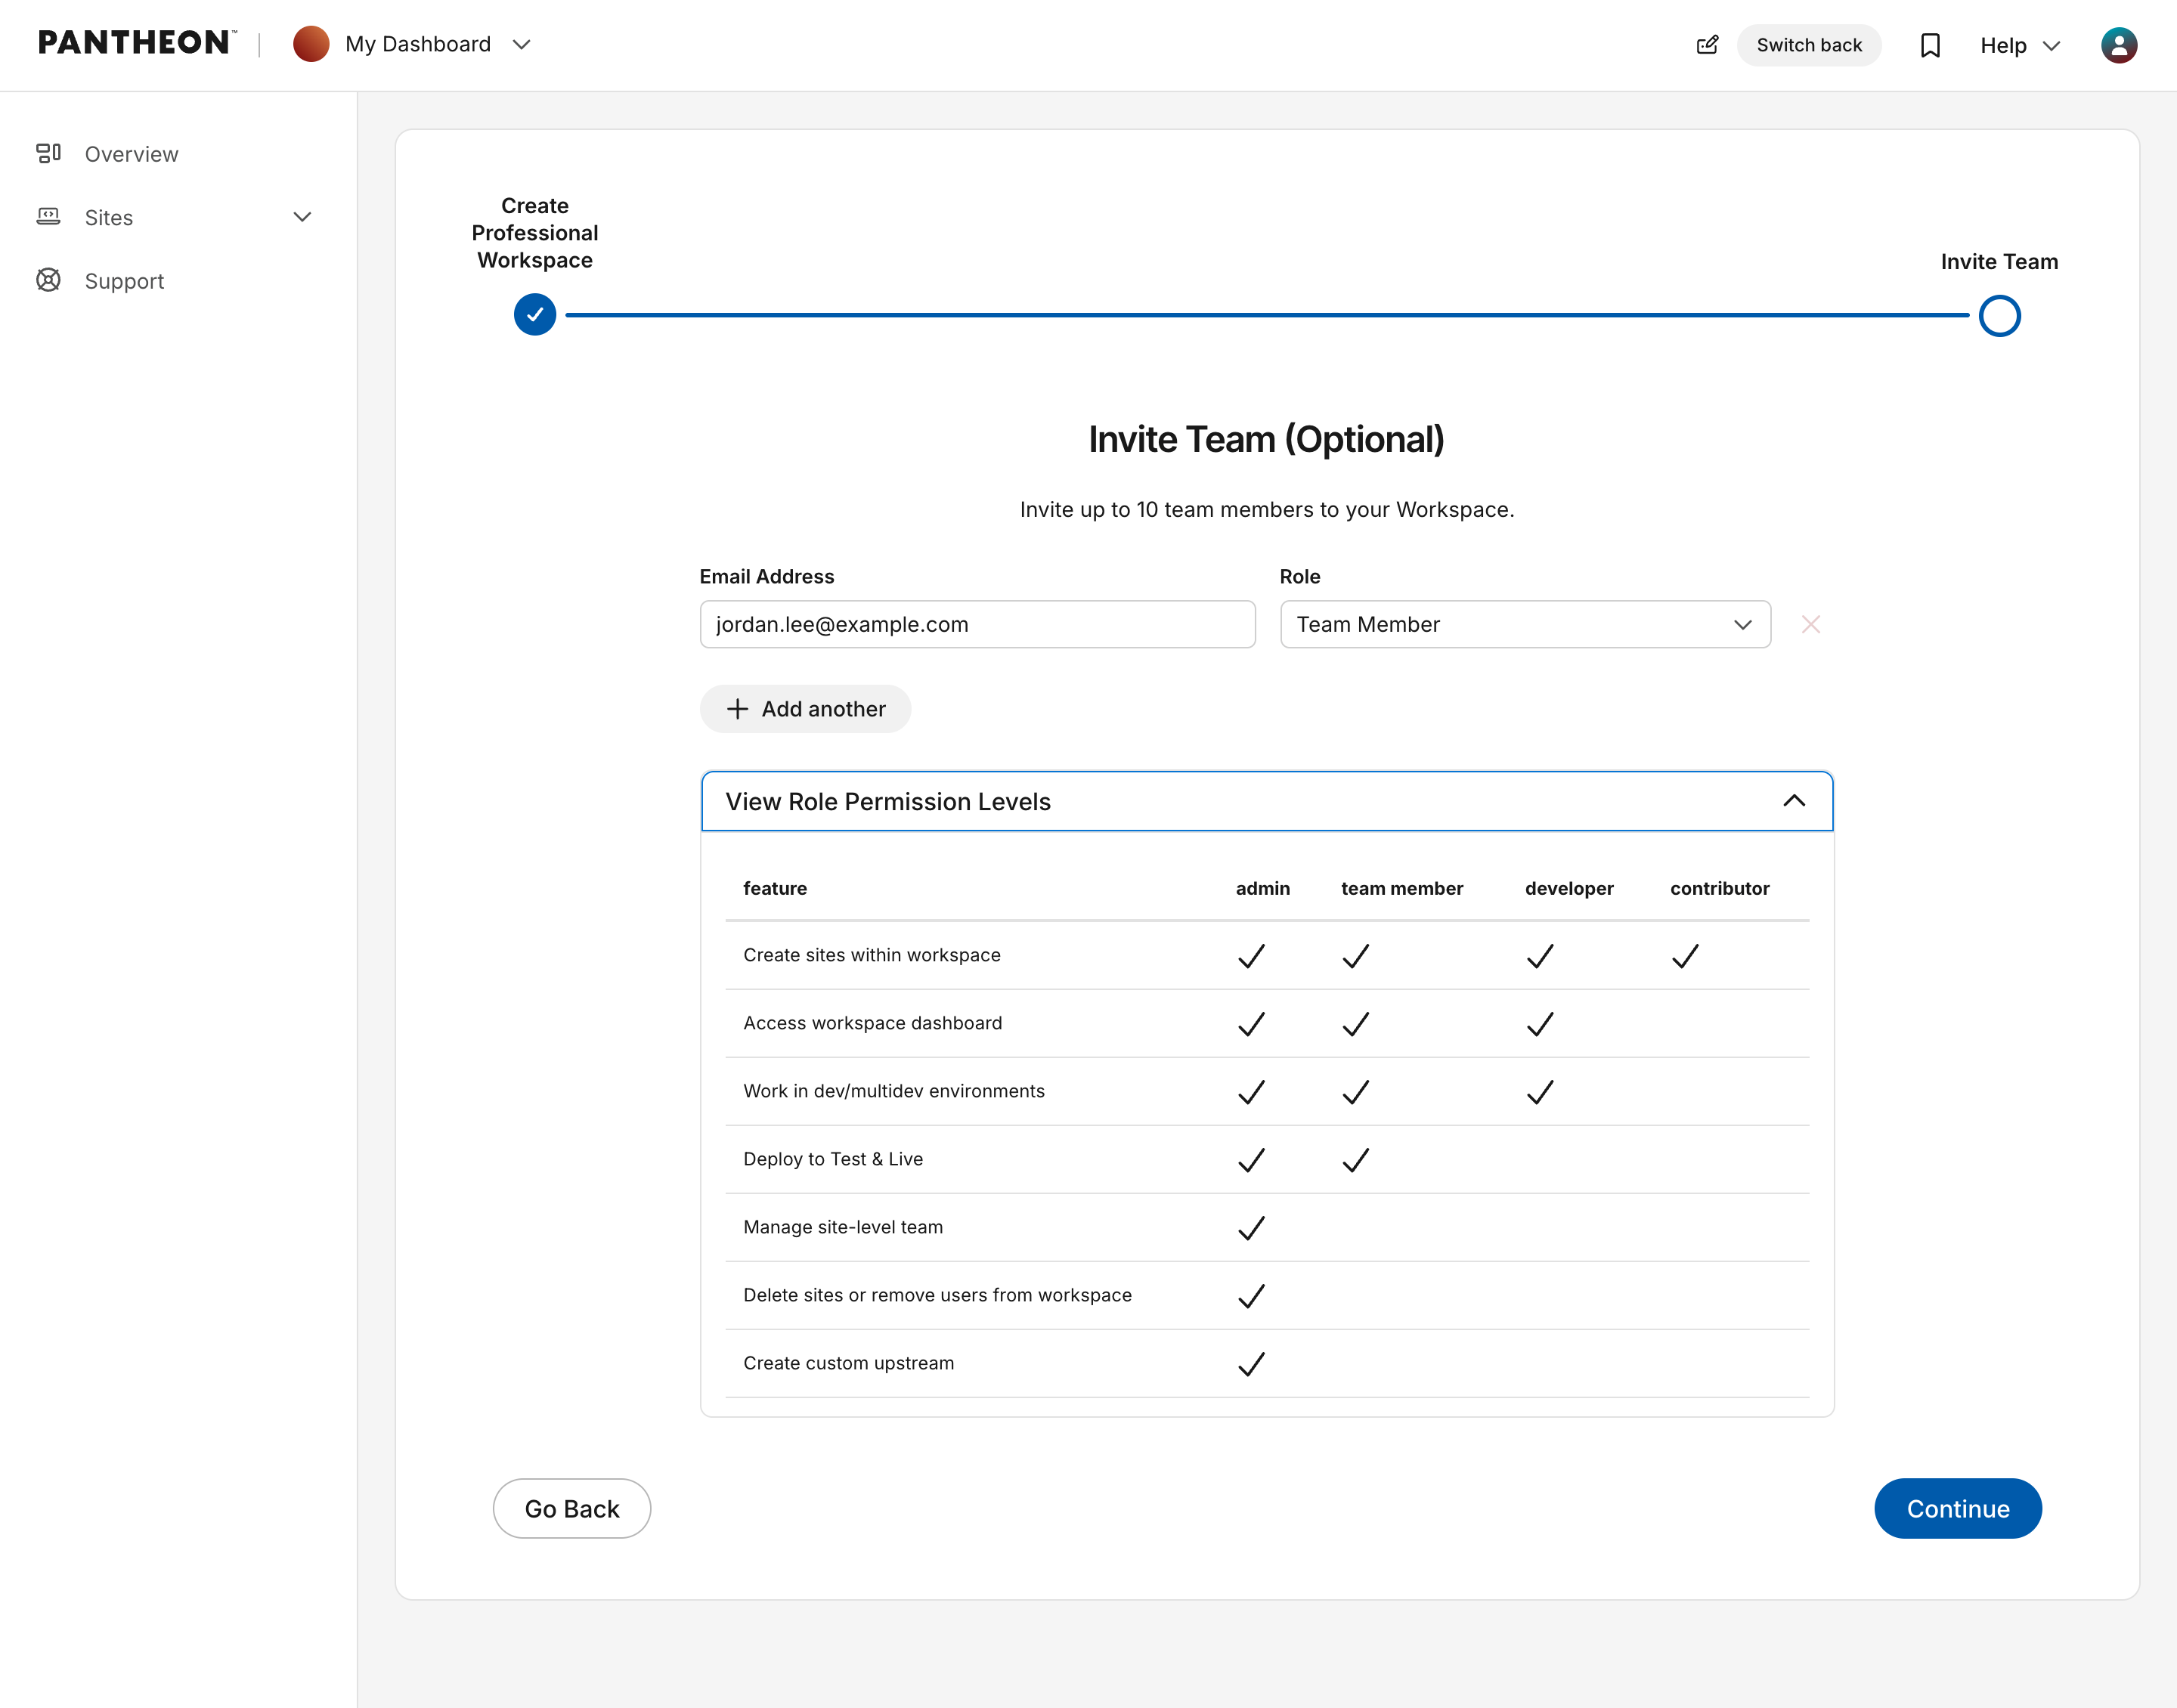 PANTHEON™
My Dashboard
Switch back
Help
Overview
Sites
Support
Create
Professional
Workspace
Invite Team
Invite Team (Optional)
Invite up to 10 team members to your Workspace.
Email Address
Role
jordan.lee@example.com
Team Member
Add another
View Role Permission Levels
feature admin team member developer contributor
Create sites within workspace
Access workspace dashboard
Work in dev/multidev environments
Deploy to Test & Live
Manage site-level team
Delete sites or remove users from workspace
Create custom upstream
Go Back
Continue